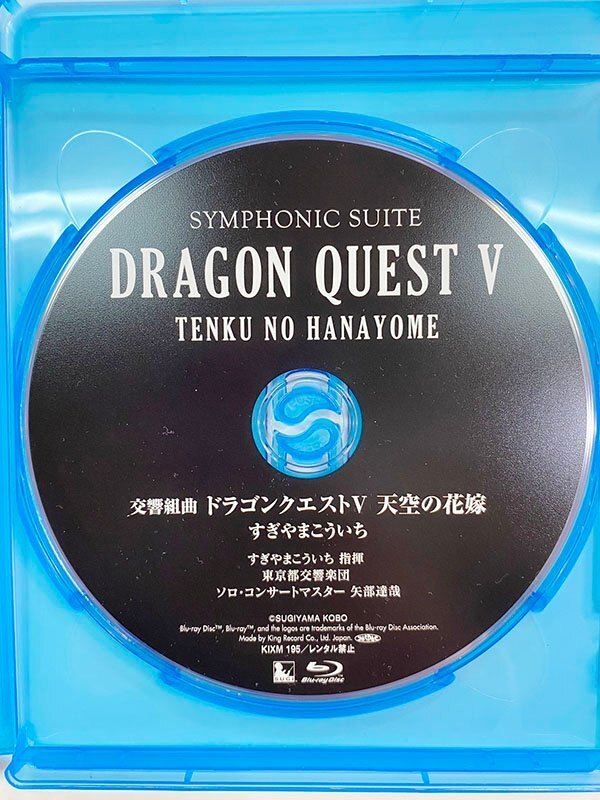 SYMPHONIC SUITE
DRAGON QUEST V
TENKU NO HANAYOME
交響組曲 ドラゴンクエストV 天空の花嫁
すぎやまこういち
すぎやまこういち 指揮
東京都交響楽団
ソロ・コンサートマスター 矢部達哉
©SUGIYAMA KOBO
Blu-ray Disc™, Blu-ray™, and the logos are trademarks of the Blu-ray Disc Association.
Made by King Record Co., Ltd. Japan.
KIXM 195/レンタル禁止
SUGI Blu-ray Disc